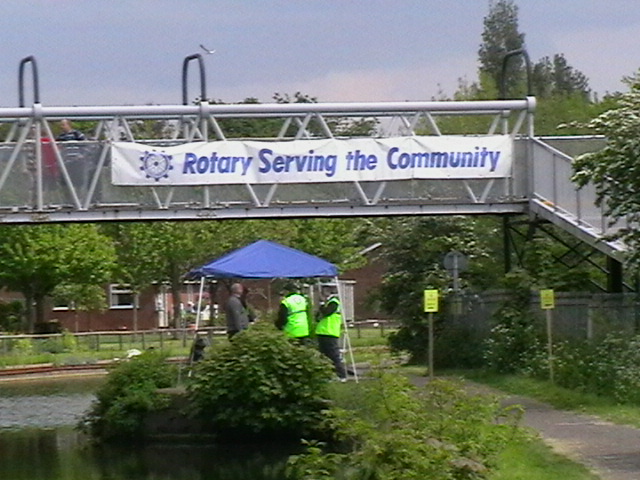 Rotary Serving the Community